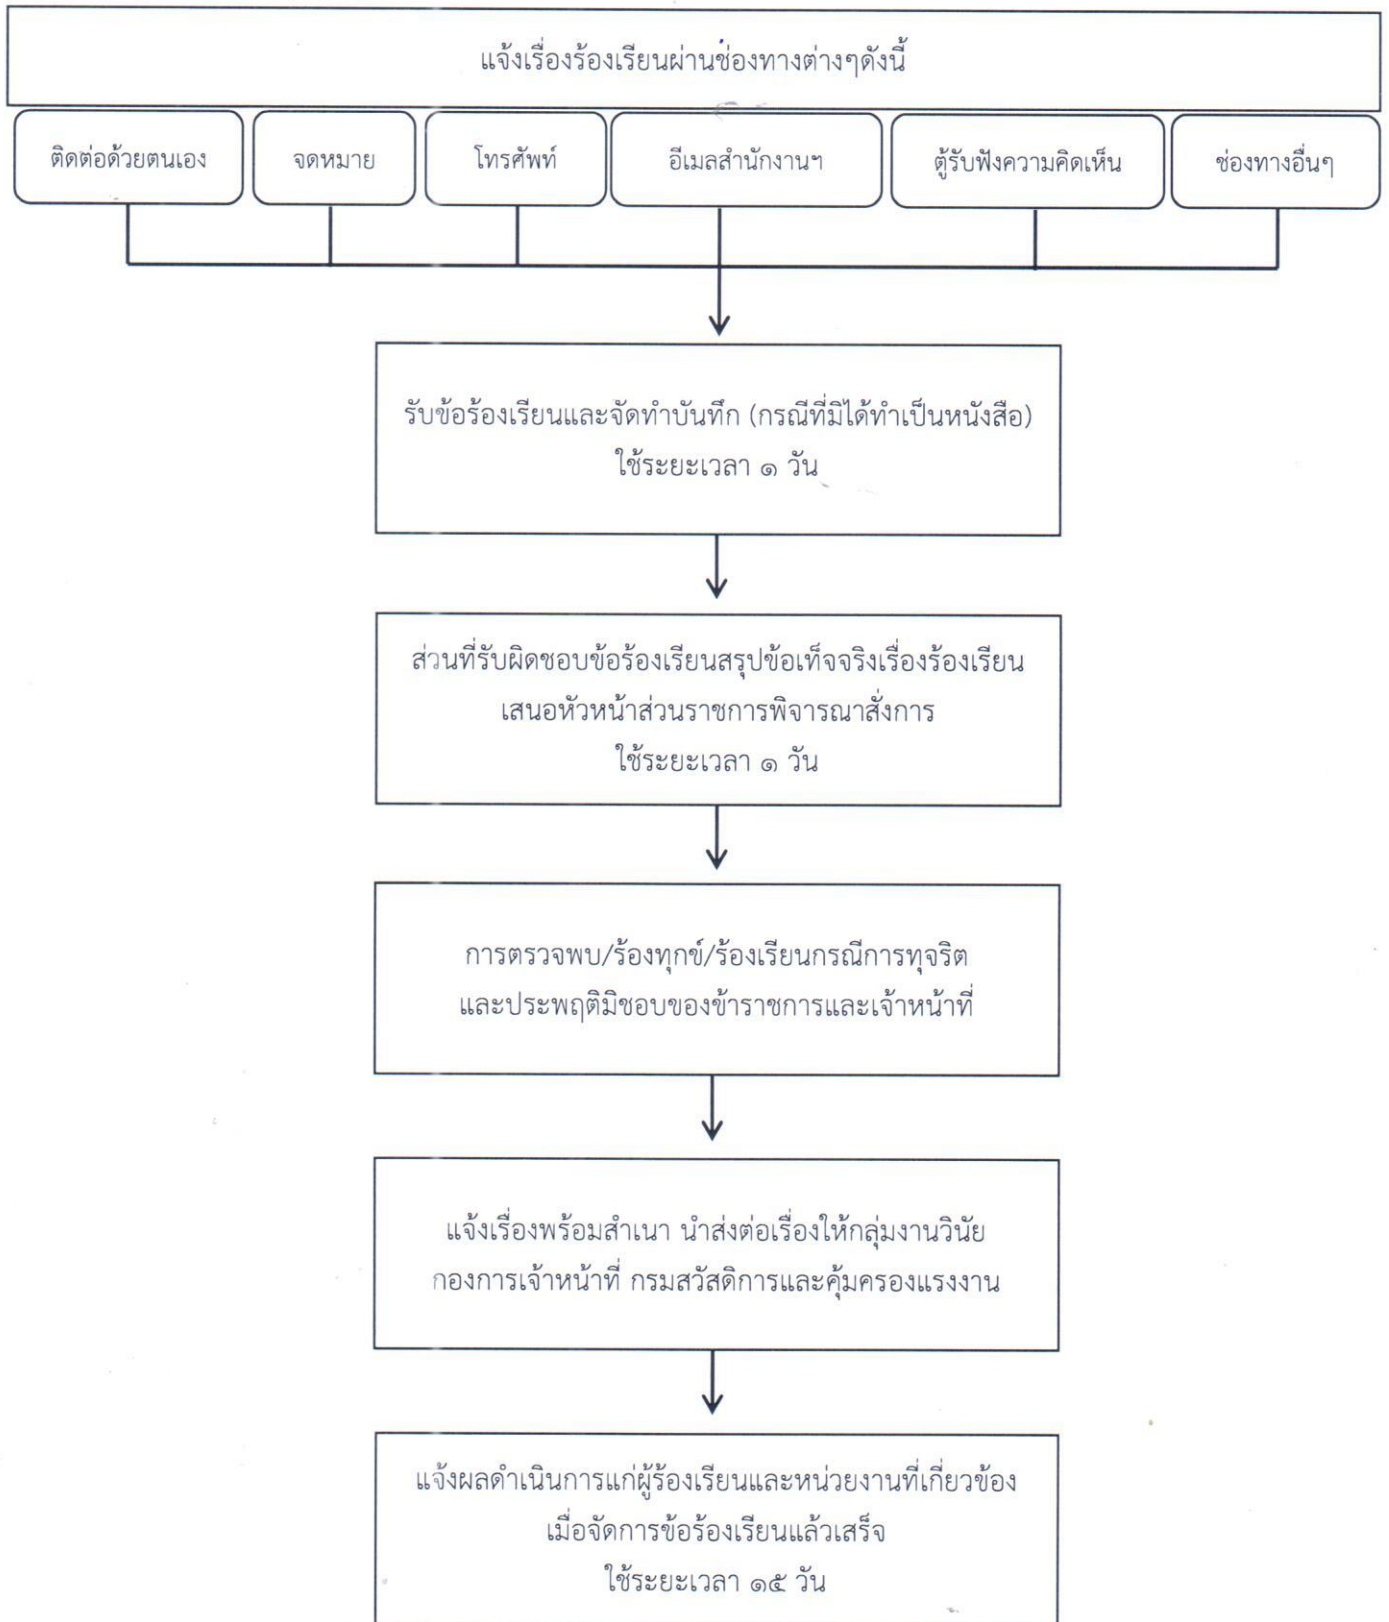 แจ้งเรื่องร้องเรียนผ่านช่องทางต่างๆดังนี้
ติดต่อด้วยตนเอง
จดหมาย
โทรศัพท์
อีเมลสำนักงานฯ
ตู้รับฟังความคิดเห็น
ช่องทางอื่นๆ
รับข้อร้องเรียนและจัดทำบันทึก (กรณีที่มิได้ทำเป็นหนังสือ)
ใช้ระยะเวลา ๑ วัน
ส่วนที่รับผิดชอบข้อร้องเรียนสรุปข้อเท็จจริงเรื่องร้องเรียน
เสนอหัวหน้าส่วนราชการพิจารณาสั่งการ
ใช้ระยะเวลา ๑ วัน
การตรวจพบ/ร้องทุกข์/ร้องเรียนกรณีการทุจริต
และประพฤติมิชอบของข้าราชการและเจ้าหน้าที่
แจ้งเรื่องพร้อมสำเนา นำส่งต่อเรื่องให้กลุ่มงานวินัย
กองการเจ้าหน้าที่ กรมสวัสดิการและคุ้มครองแรงงาน
แจ้งผลดำเนินการแก่ผู้ร้องเรียนและหน่วยงานที่เกี่ยวข้อง
เมื่อจัดการข้อร้องเรียนแล้วเสร็จ
ใช้ระยะเวลา ๑๕ วัน